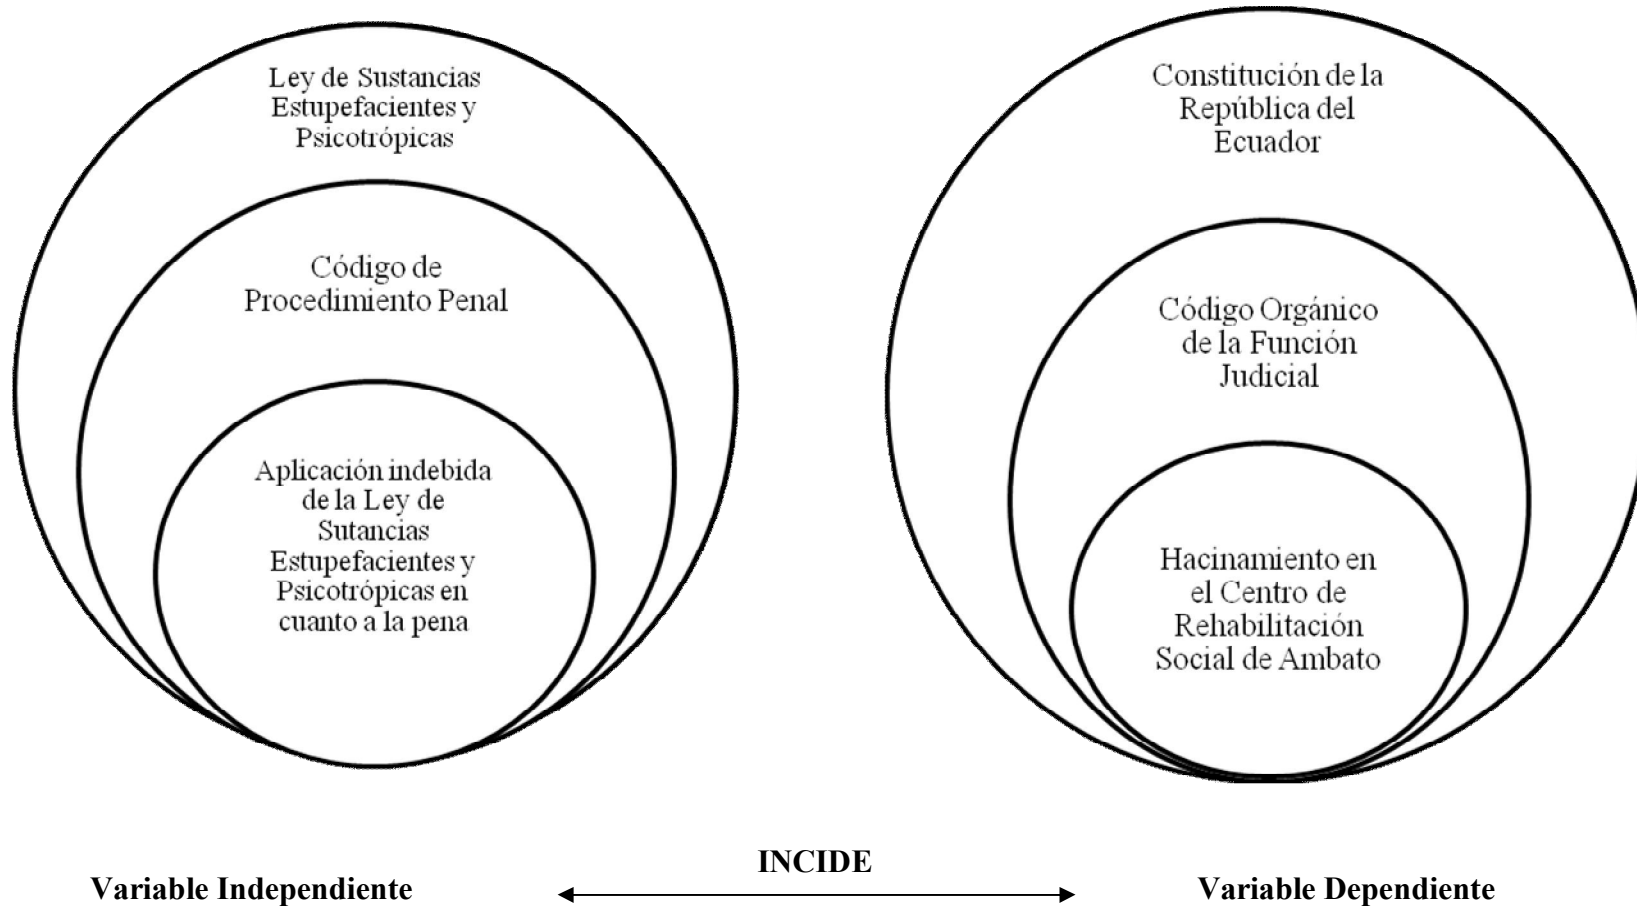 Ley de Sustancias
Estupefacientes y
Psicotrópicas
Código de
Procedimiento Penal
Aplicación indebida
de la Ley de
Sutancias
Estupefacientes y
Psicotrópicas en
cuanto a la pena
Constitución de la
República del
Ecuador
Código Orgánico
de la Función
Judicial
Hacinamiento en
el Centro de
Rehabilitación
Social de Ambato
INCIDE
Variable Independiente
Variable Dependiente